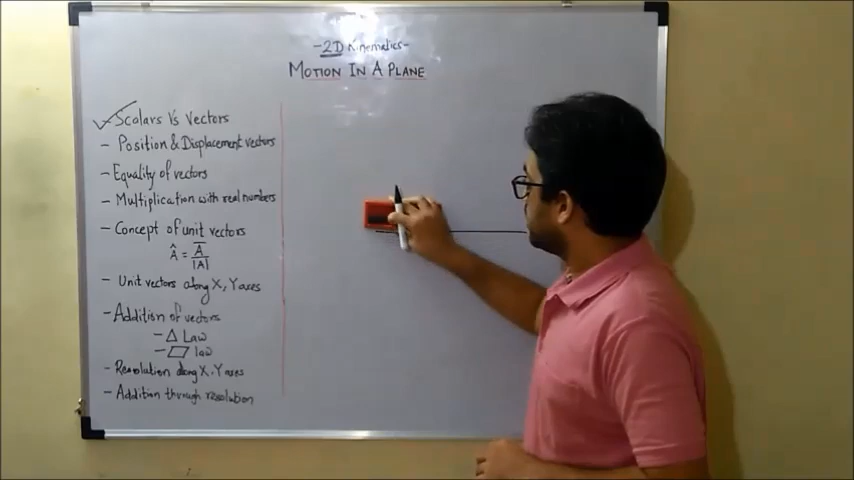 -2D Kinematics-
MOTION IN A PLANE
Scalars Vs Vectors
- Position & Displacement vectors
- Equality of vectors
- Multiplication with real numbers
- Concept of unit vectors
Â = A̅ / |A̅|
- Unit vectors along X, Y axes
- Addition of vectors
- △ Law
- ▱ law
- Resolution along X, Y axes
- Addition through resolution